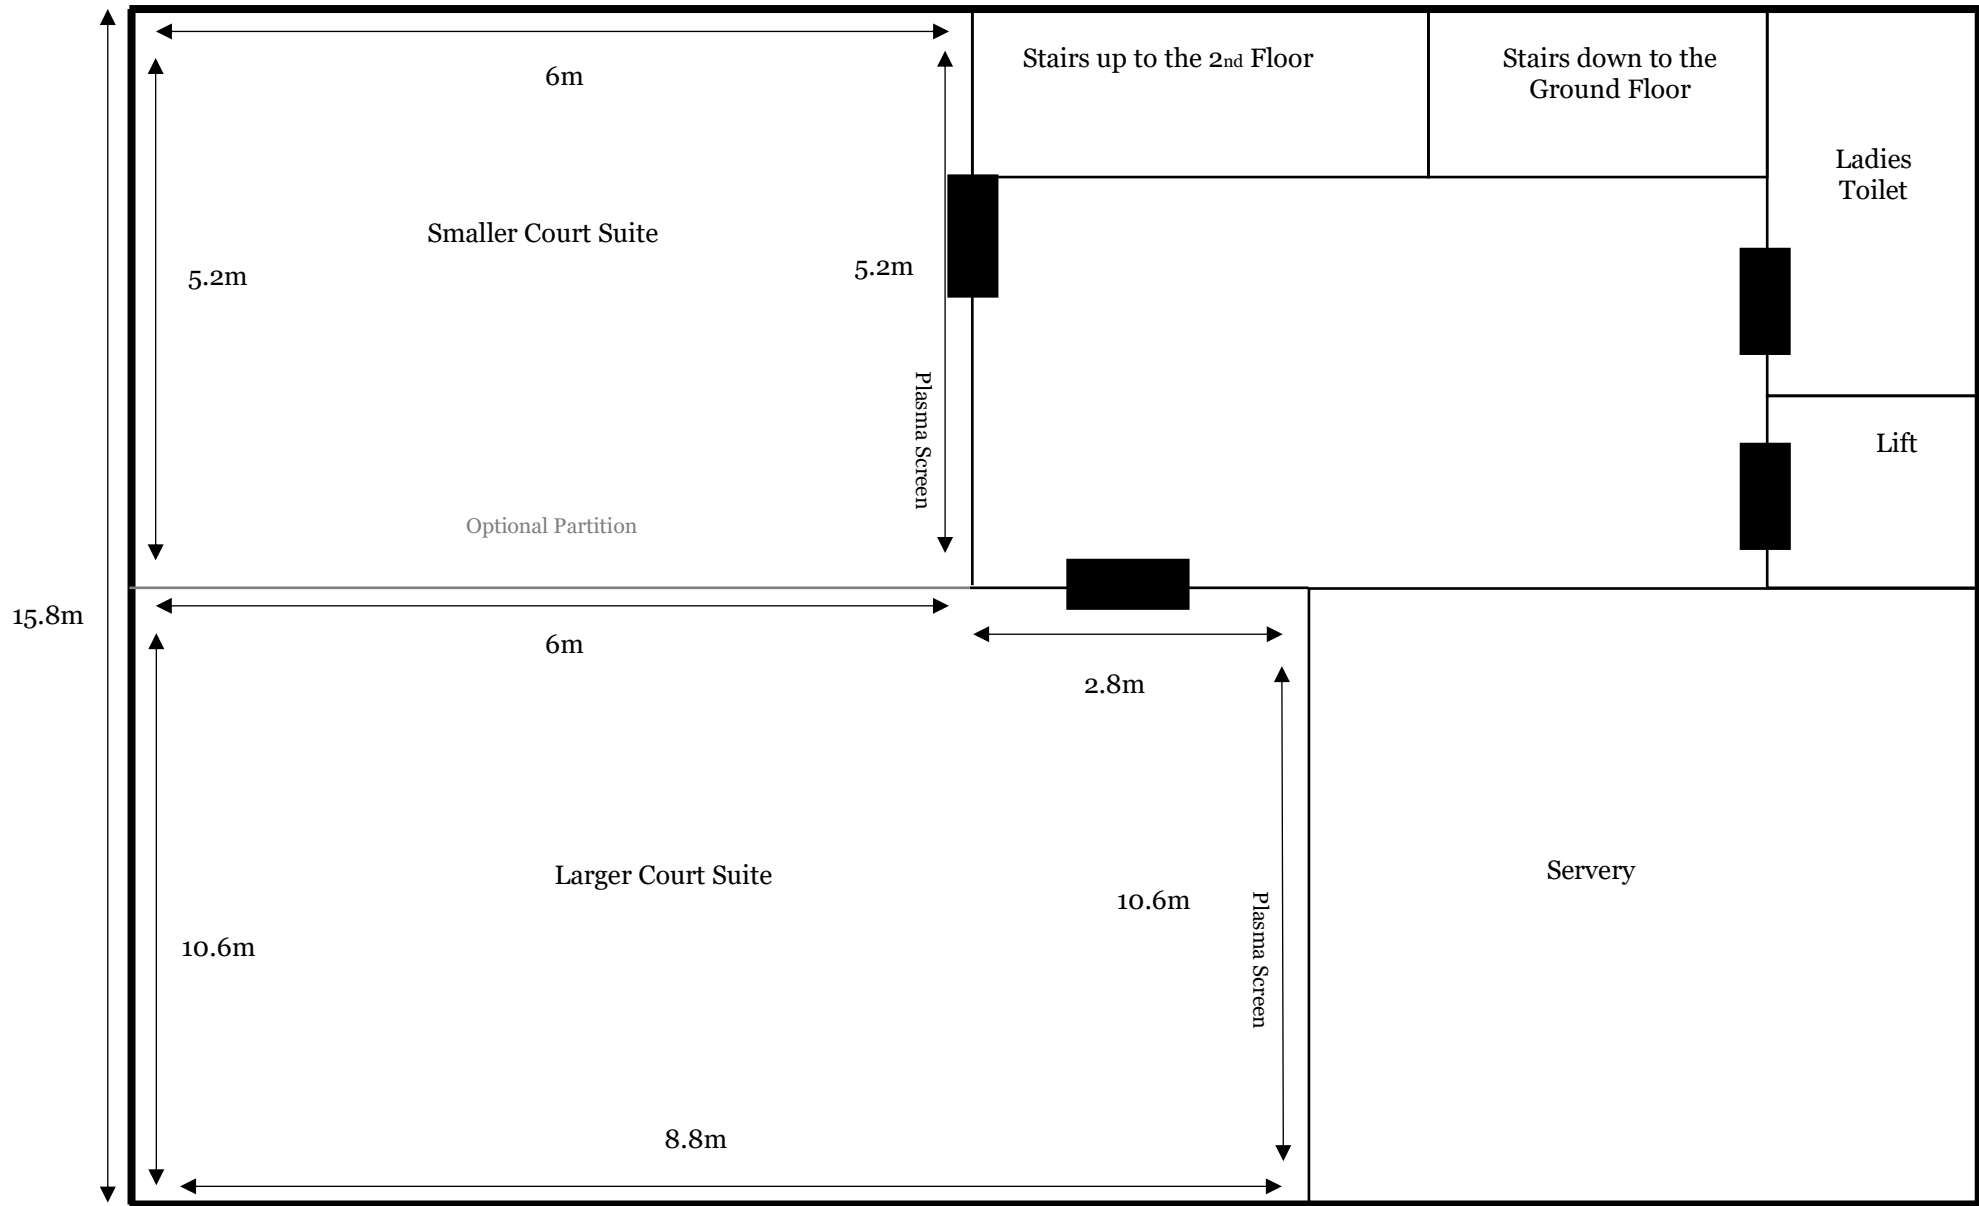 6m
Stairs up to the 2nd Floor
Stairs down to the
Ground Floor
Ladies
Toilet
Smaller Court Suite
5.2m
5.2m
Plasma Screen
Lift
Optional Partition
15.8m
6m
2.8m
Larger Court Suite
10.6m
Plasma Screen
Servery
10.6m
8.8m